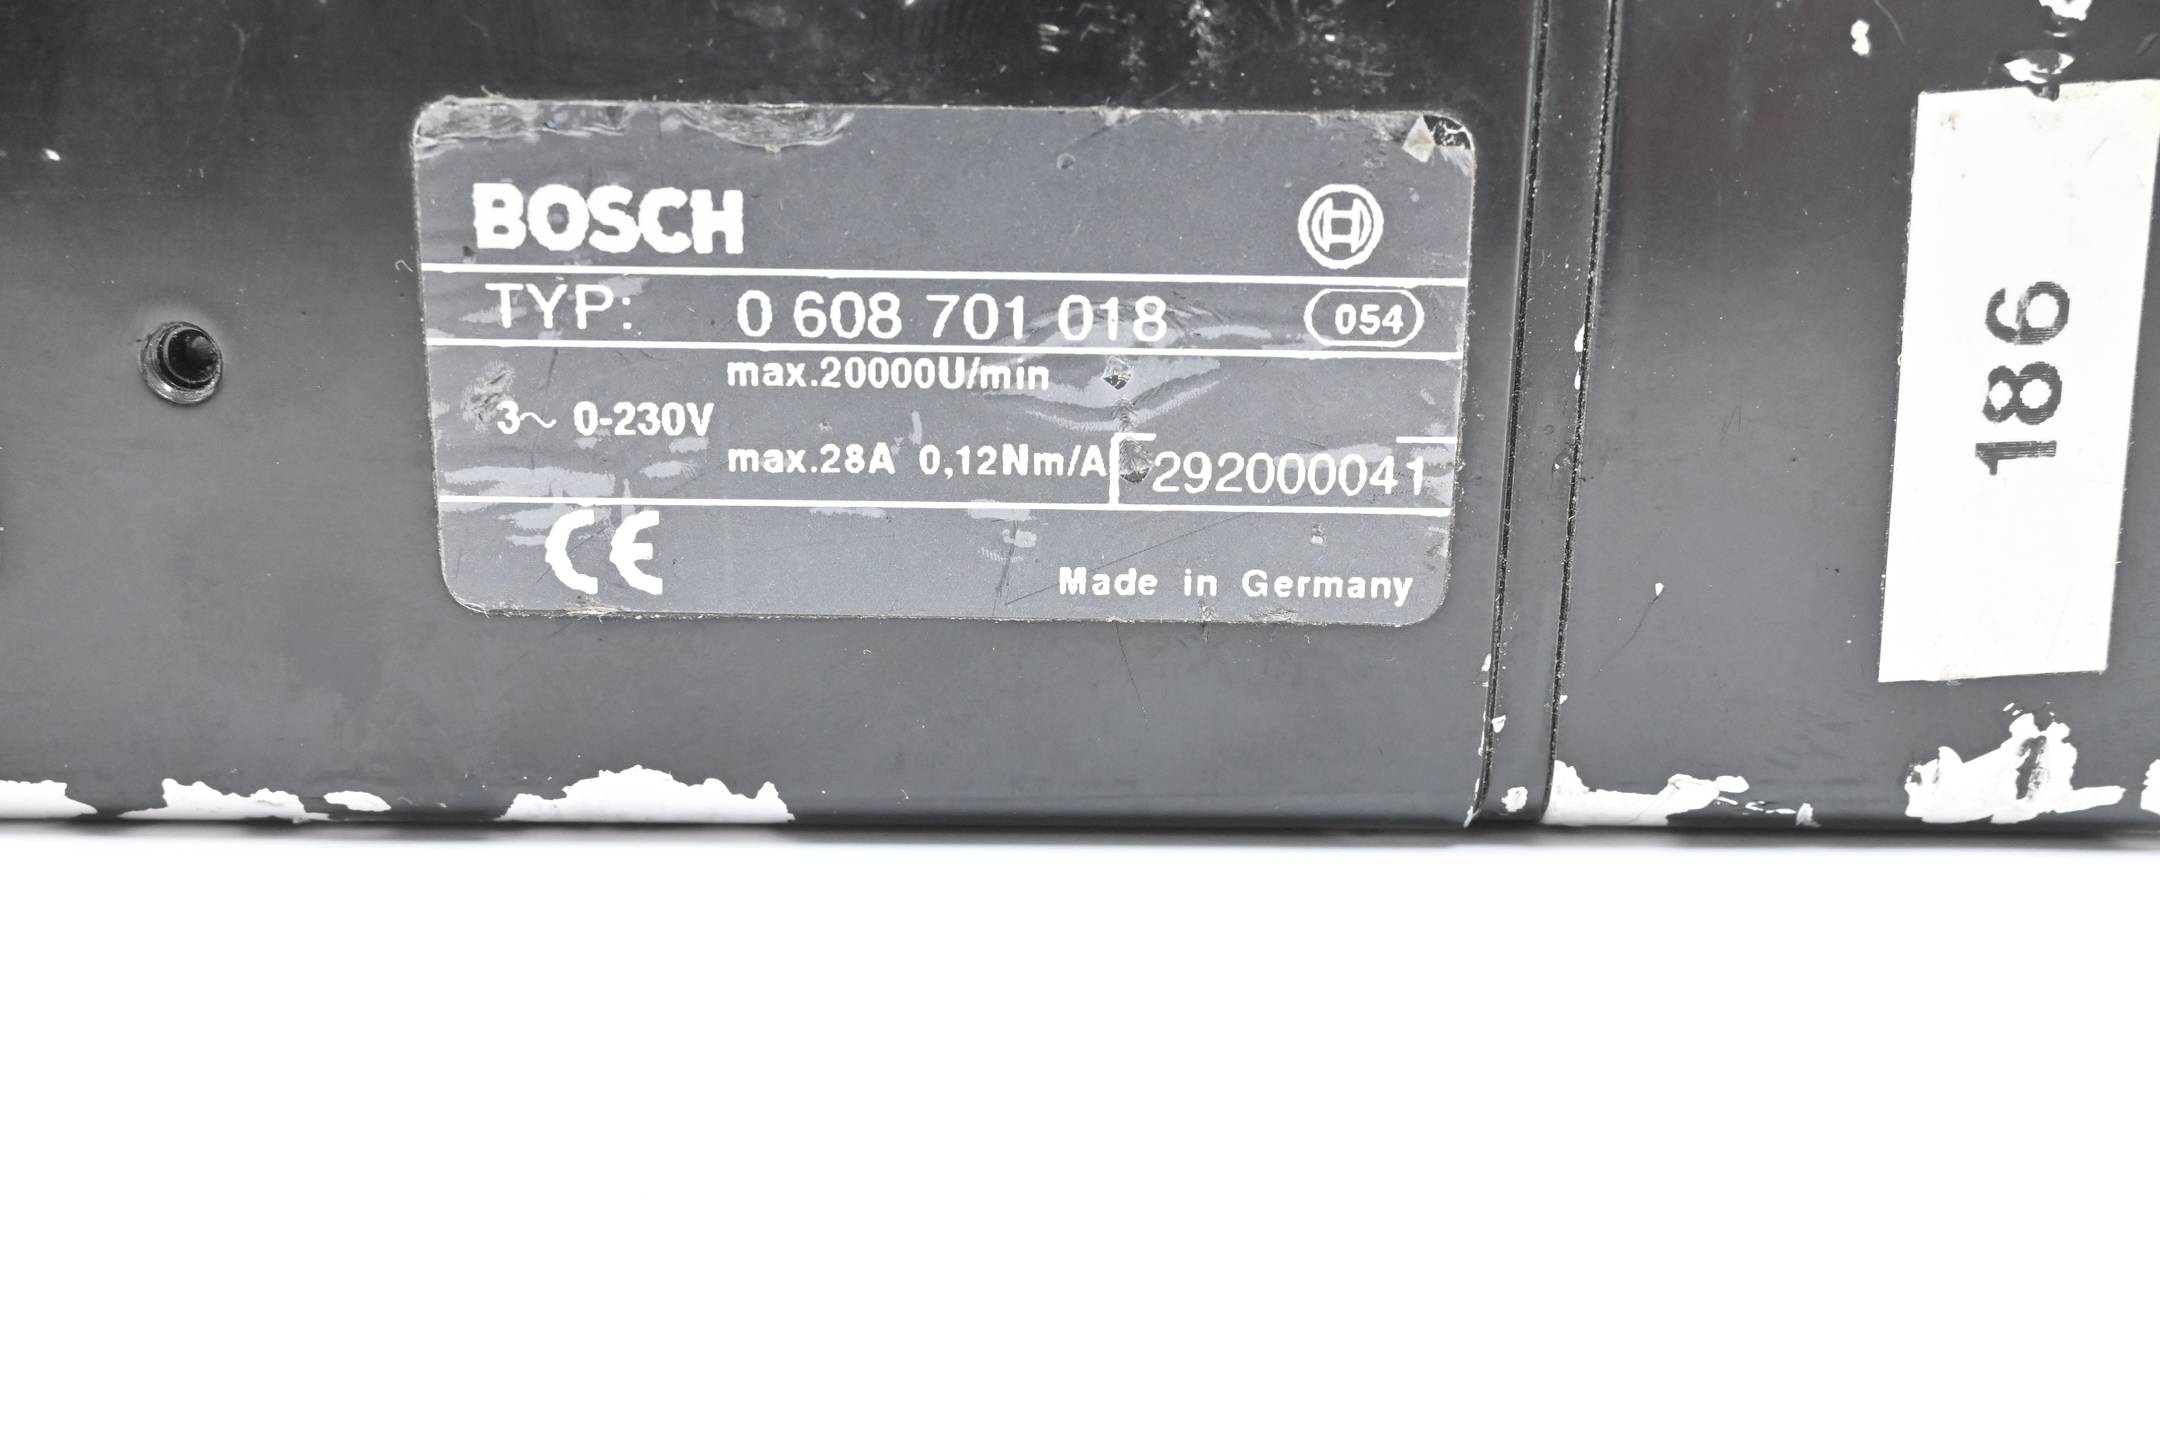 BOSCH
TYP: 0 608 701 018 054
max.20000U/min
3~ 0-230V
max.28A 0,12Nm/A 292000041
CE
Made in Germany
186